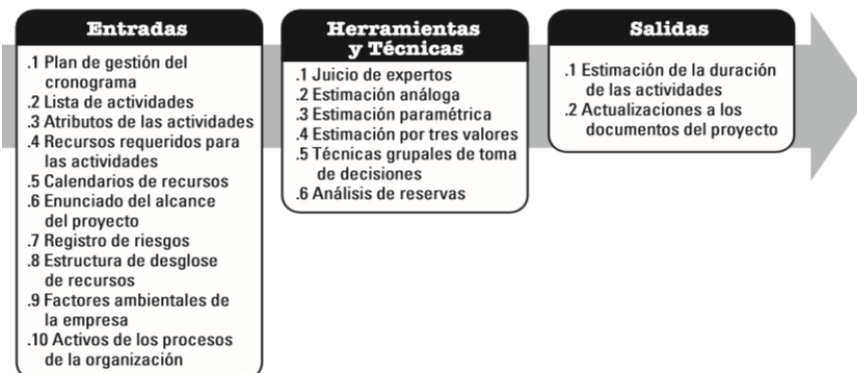 Entradas
.1 Plan de gestión del
cronograma
.2 Lista de actividades
.3 Atributos de las actividades
.4 Recursos requeridos para
las actividades
.5 Calendarios de recursos
.6 Enunciado del alcance
del proyecto
.7 Registro de riesgos
.8 Estructura de desglose
de recursos
.9 Factores ambientales de
la empresa
.10 Activos de los procesos
de la organización
Herramientas
y Técnicas
.1 Juicio de expertos
.2 Estimación análoga
.3 Estimación paramétrica
.4 Estimación por tres valores
.5 Técnicas grupales de toma
de decisiones
.6 Análisis de reservas
Salidas
.1 Estimación de la duración
de las actividades
.2 Actualizaciones a los
documentos del proyecto